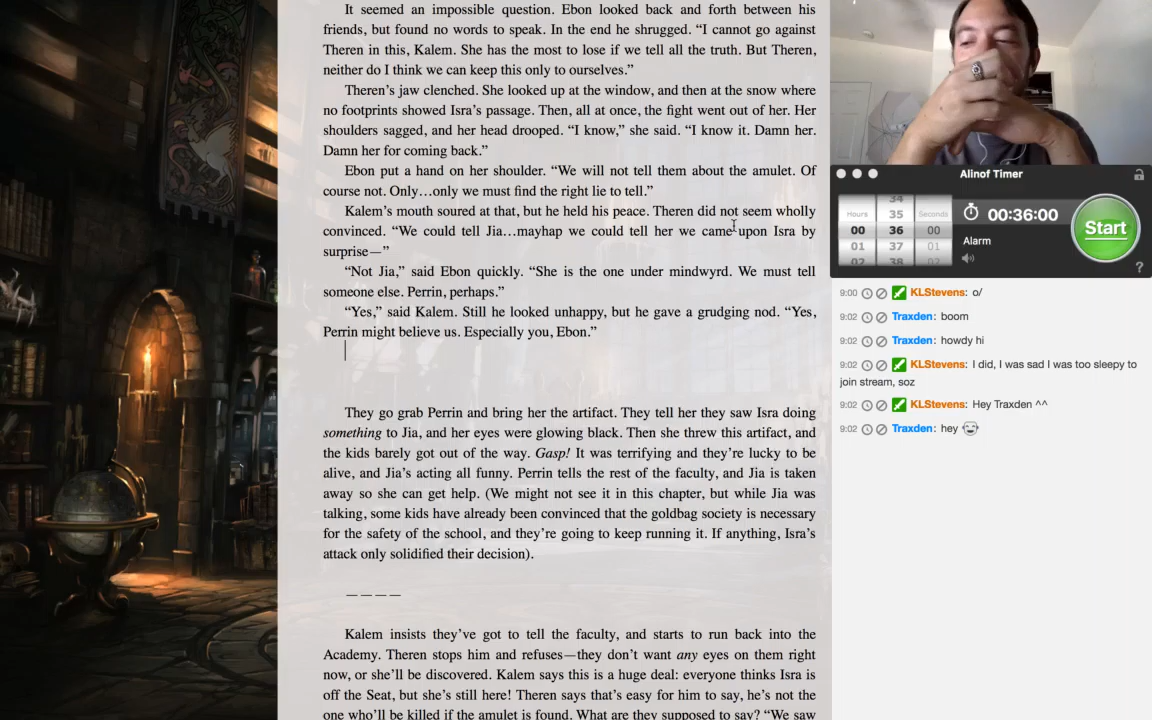 It seemed an impossible question. Ebon looked back and forth between his
friends, but found no words to speak. In the end he shrugged. “I cannot go against
Theren in this, Kalem. She has the most to lose if we tell all the truth. But Theren,
neither do I think we can keep this only to ourselves.”
Theren’s jaw clenched. She looked up at the window, and then at the snow where
no footprints showed Isra’s passage. Then, all at once, the fight went out of her. Her
shoulders sagged, and her head drooped. “I know,” she said. “I know it. Damn her.
Damn her for coming back.”
Ebon put a hand on her shoulder. “We will not tell them about the amulet. Of
course not. Only…only we must find the right lie to tell.”
Kalem’s mouth soured at that, but he held his peace. Theren did not seem wholly
convinced. “We could tell Jia…mayhap we could tell her we came upon Isra by
surprise—”
“Not Jia,” said Ebon quickly. “She is the one under mindwyrd. We must tell
someone else. Perrin, perhaps.”
“Yes,” said Kalem. Still he looked unhappy, but he gave a grudging nod. “Yes,
Perrin might believe us. Especially you, Ebon.”
They go grab Perrin and bring her the artifact. They tell her they saw Isra doing
something to Jia, and her eyes were glowing black. Then she threw this artifact, and
the kids barely got out of the way. Gasp! It was terrifying and they’re lucky to be
alive, and Jia’s acting all funny. Perrin tells the rest of the faculty, and Jia is taken
away so she can get help. (We might not see it in this chapter, but while Jia was
talking, some kids have already been convinced that the goldbag society is necessary
for the safety of the school, and they’re going to keep running it. If anything, Isra’s
attack only solidified their decision).
————
Kalem insists they’ve got to tell the faculty, and starts to run back into the
Academy. Theren stops him and refuses—they don’t want any eyes on them right
now, or she’ll be discovered. Kalem says this is a huge deal: everyone thinks Isra is
off the Seat, but she’s still here! Theren says that’s easy for him to say, he’s not the
one who’ll be killed if the amulet is found. What are they supposed to say? “We saw
Alinof Timer
34
Hours 35 Seconds
00 36 00
01 37 01
02 38 02
00:36:00
Alarm
Start
?
9:00 KLStevens: o/
9:02 Traxden: boom
9:02 Traxden: howdy hi
9:02 KLStevens: I did, I was sad I was too sleepy to
join stream, soz
9:02 KLStevens: Hey Traxden ^^
9:02 Traxden: hey